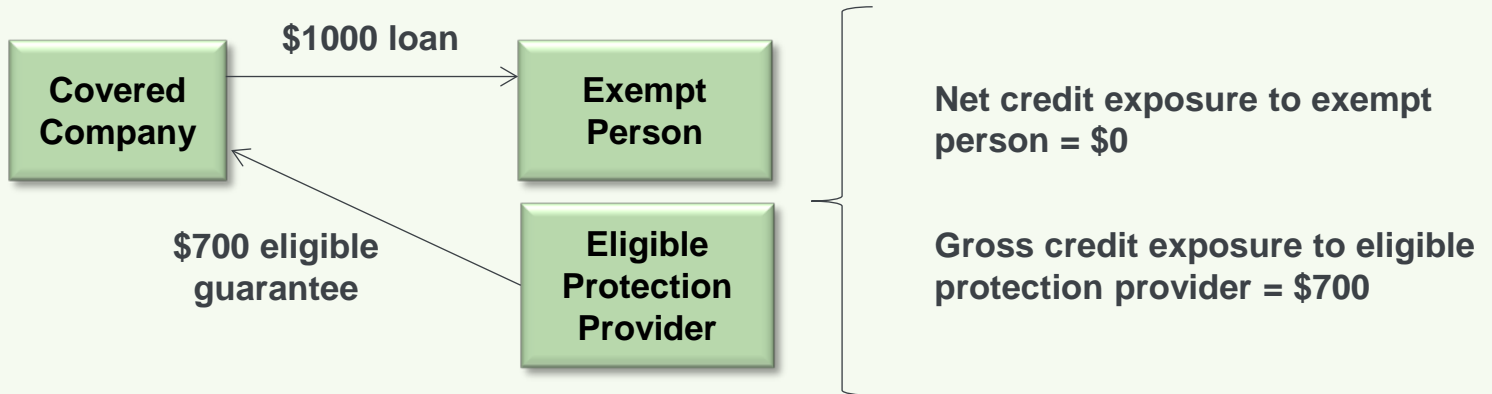 $1000 loan
Covered
Company
Exempt
Person
$700 eligible
guarantee
Eligible
Protection
Provider
Net credit exposure to exempt
person = $0
Gross credit exposure to eligible
protection provider = $700